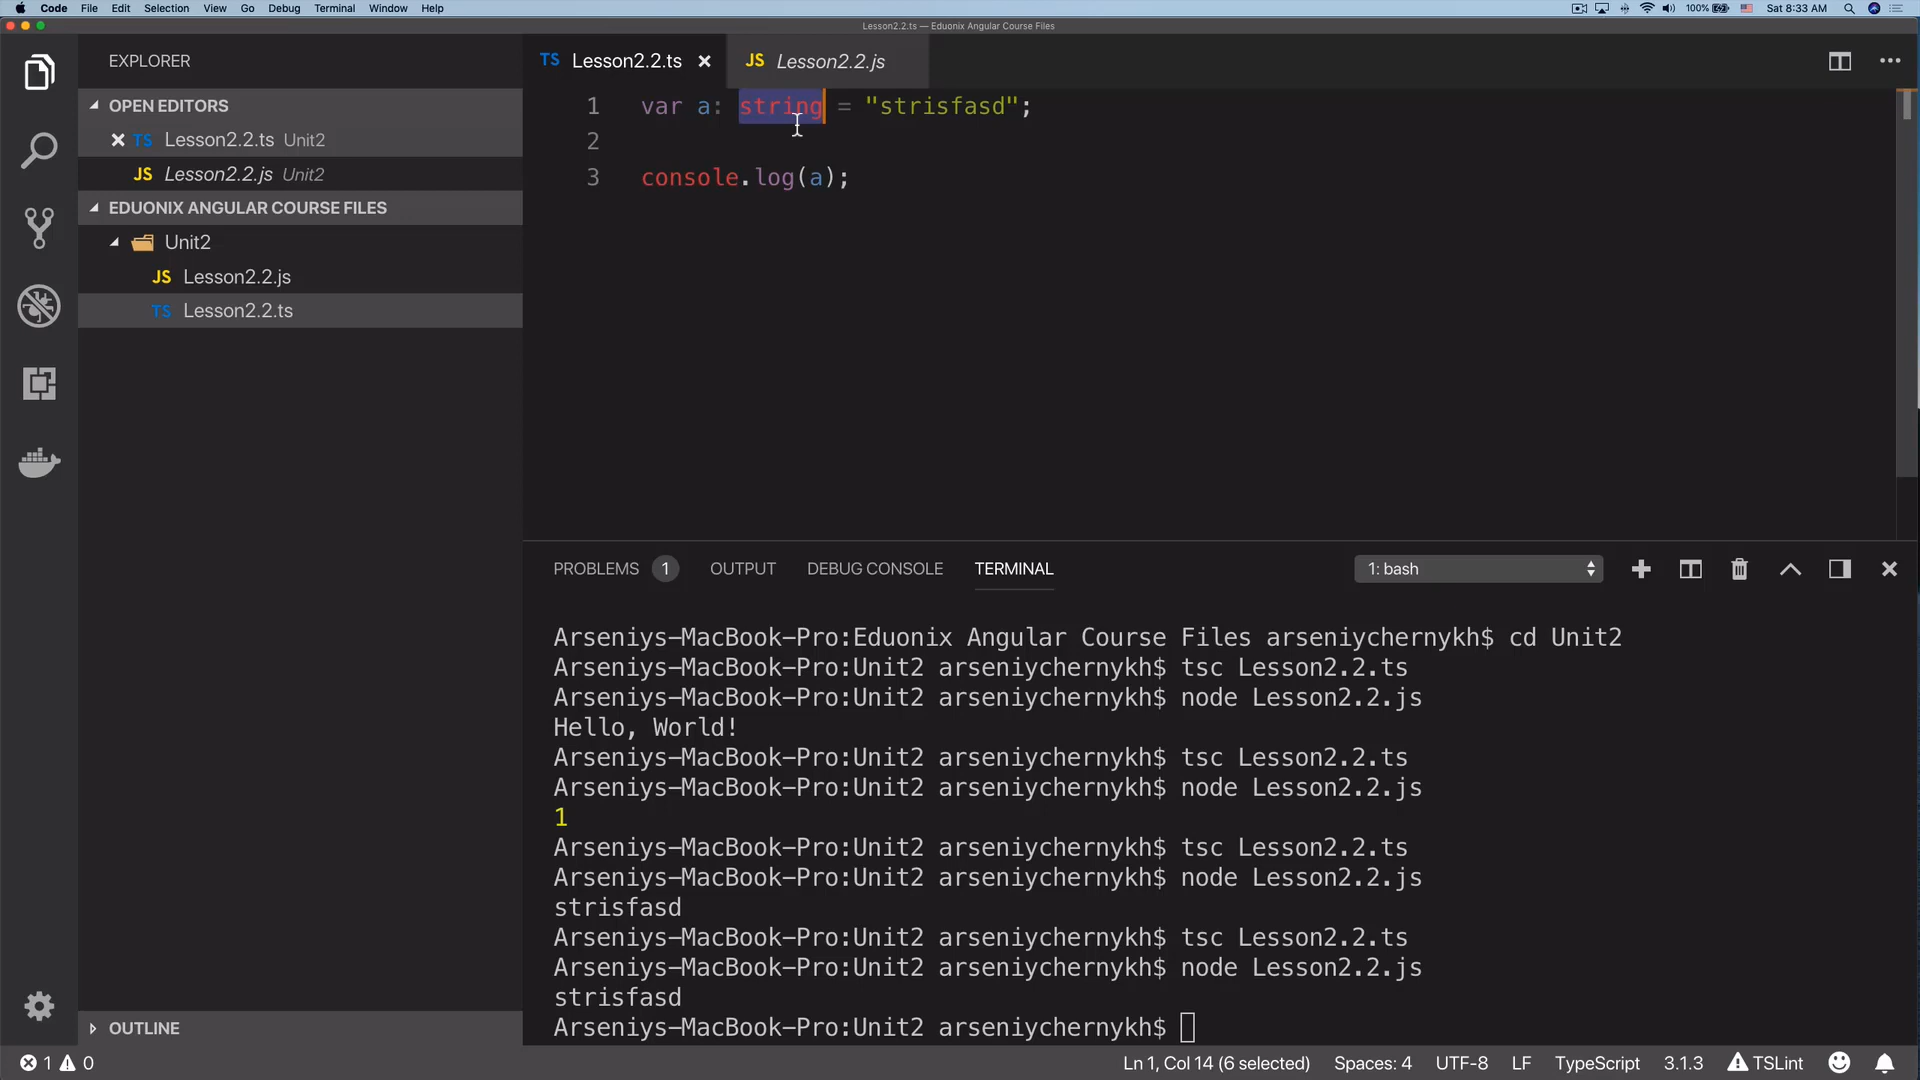 Code File Edit Selection View Go Debug Terminal Window Help 100% Sat 8:33 AM
Lesson2.2.ts — Eduonix Angular Course Files
EXPLORER
OPEN EDITORS
TS Lesson2.2.ts Unit2
JS Lesson2.2.js Unit2
EDUONIX ANGULAR COURSE FILES
Unit2
JS Lesson2.2.js
TS Lesson2.2.ts
OUTLINE
TS Lesson2.2.ts JS Lesson2.2.js
1 var a: string = "strisfasd";
2
3 console.log(a);
PROBLEMS 1 OUTPUT DEBUG CONSOLE TERMINAL 1: bash
Arseniys-MacBook-Pro:Eduonix Angular Course Files arseniychernykh$ cd Unit2
Arseniys-MacBook-Pro:Unit2 arseniychernykh$ tsc Lesson2.2.ts
Arseniys-MacBook-Pro:Unit2 arseniychernykh$ node Lesson2.2.js
Hello, World!
Arseniys-MacBook-Pro:Unit2 arseniychernykh$ tsc Lesson2.2.ts
Arseniys-MacBook-Pro:Unit2 arseniychernykh$ node Lesson2.2.js
1
Arseniys-MacBook-Pro:Unit2 arseniychernykh$ tsc Lesson2.2.ts
Arseniys-MacBook-Pro:Unit2 arseniychernykh$ node Lesson2.2.js
strisfasd
Arseniys-MacBook-Pro:Unit2 arseniychernykh$ tsc Lesson2.2.ts
Arseniys-MacBook-Pro:Unit2 arseniychernykh$ node Lesson2.2.js
strisfasd
Arseniys-MacBook-Pro:Unit2 arseniychernykh$
1 0 Ln 1, Col 14 (6 selected) Spaces: 4 UTF-8 LF TypeScript 3.1.3 TSLint